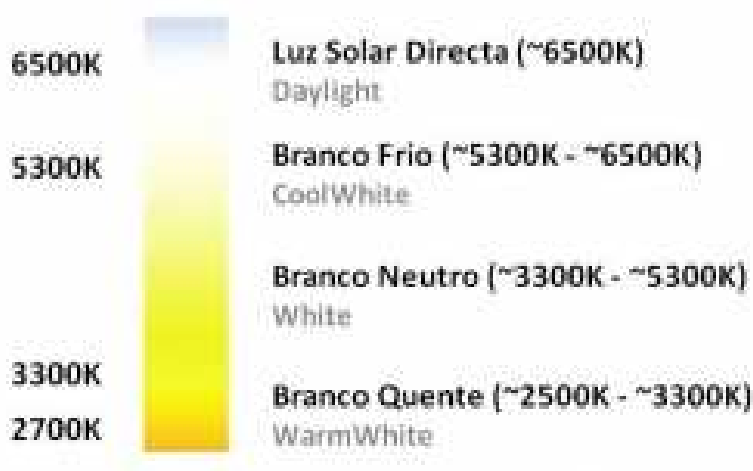 6500K
Luz Solar Directa (~6500K)
Daylight
5300K
Branco Frio (~5300K - ~6500K)
CoolWhite
Branco Neutro (~3300K - ~5300K)
White
3300K
Branco Quente (~2500K - ~3300K)
2700K
WarmWhite